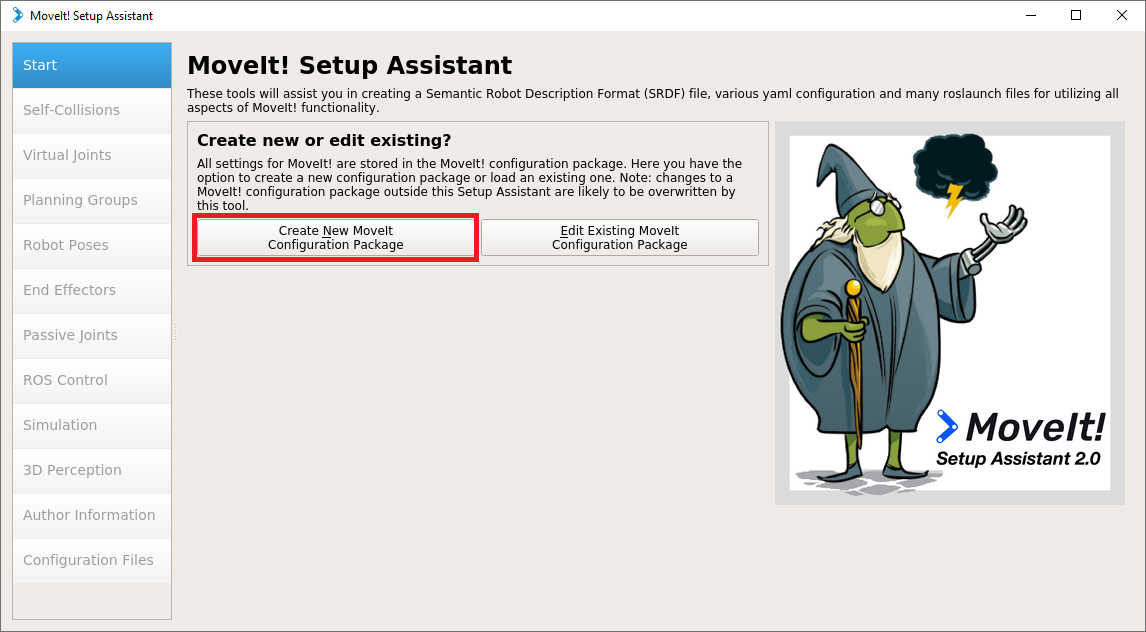 MoveIt! Setup Assistant
Start
Self-Collisions
Virtual Joints
Planning Groups
Robot Poses
End Effectors
Passive Joints
ROS Control
Simulation
3D Perception
Author Information
Configuration Files
MoveIt! Setup Assistant
These tools will assist you in creating a Semantic Robot Description Format (SRDF) file, various yaml configuration and many roslaunch files for utilizing all
aspects of MoveIt! functionality.
Create new or edit existing?
All settings for MoveIt! are stored in the MoveIt! configuration package. Here you have the
option to create a new configuration package or load an existing one. Note: changes to a
MoveIt! configuration package outside this Setup Assistant are likely to be overwritten by
this tool.
Create New MoveIt
Configuration Package
Edit Existing MoveIt
Configuration Package
MoveIt!
Setup Assistant 2.0